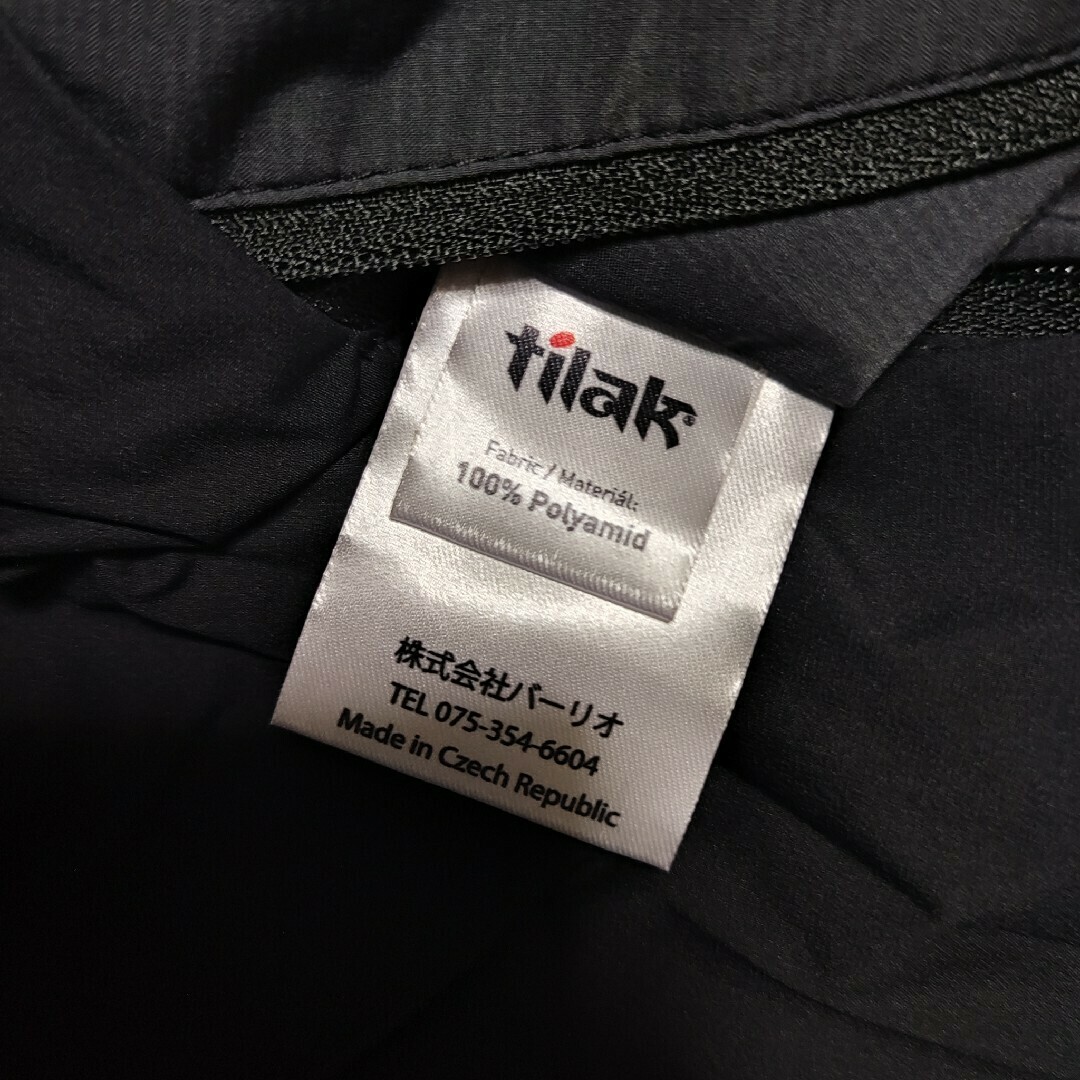 tilak®
Fabric / Materiál:
100% Polyamid
株式会社バーリオ
TEL 075-354-6604
Made in Czech Republic